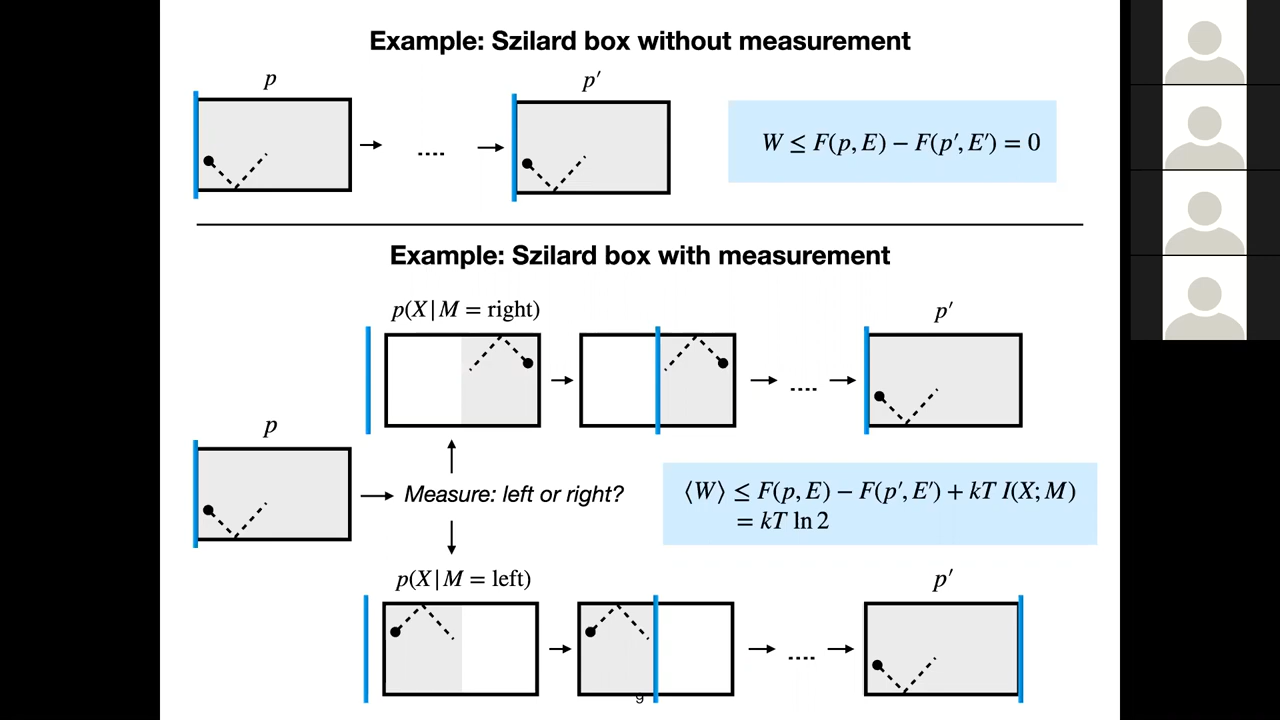 Example: Szilard box without measurement
p
p′
....
W ≤ F(p, E) − F(p′, E′) = 0
Example: Szilard box with measurement
p(X|M = right)
p′
....
p
Measure: left or right?
⟨W⟩ ≤ F(p, E) − F(p′, E′) + kT I(X; M)
= kT ln 2
p(X|M = left)
p′
....
9